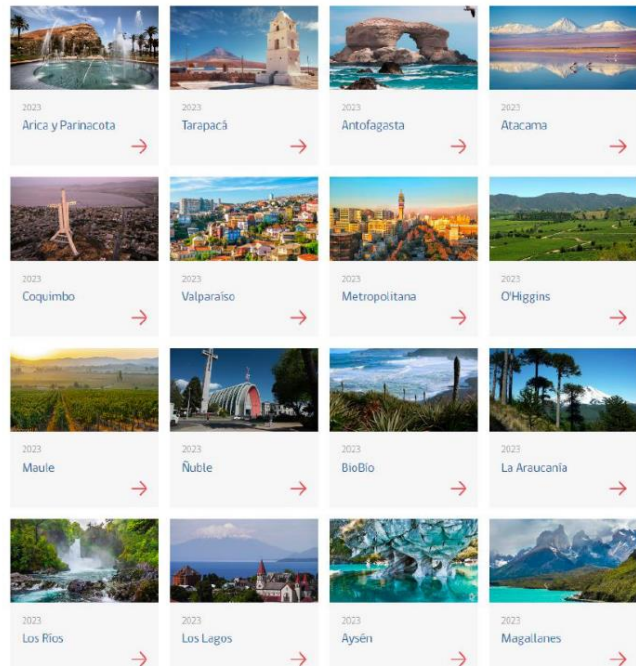 2023
Arica y Parinacota
2023
Tarapacá
2023
Antofagasta
2023
Atacama
2023
Coquimbo
2023
Valparaíso
2023
Metropolitana
2023
O'Higgins
2023
Maule
2023
Ñuble
2023
BioBío
2023
La Araucanía
2023
Los Ríos
2023
Los Lagos
2023
Aysén
2023
Magallanes